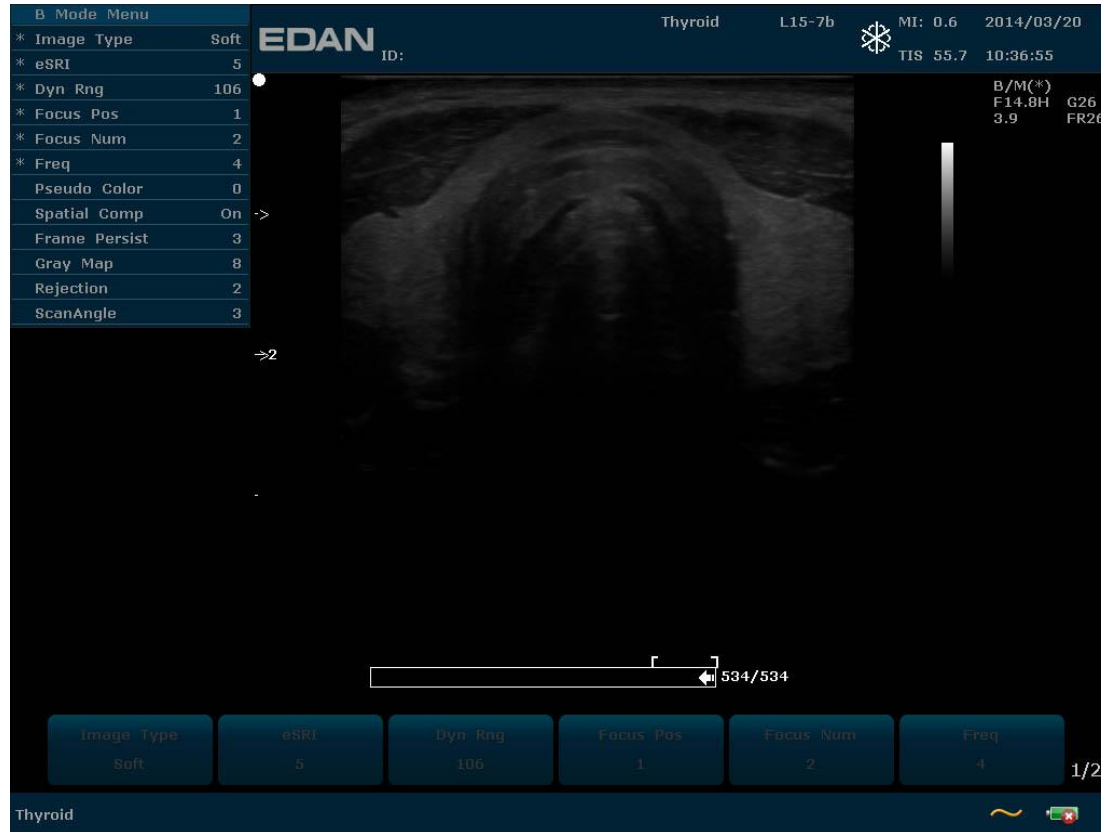 B Mode Menu
* Image Type Soft
* eSRI 5
* Dyn Rng 106
* Focus Pos 1
* Focus Num 2
* Freq 4
Pseudo Color 0
Spatial Comp On
Frame Persist 3
Gray Map 8
Rejection 2
ScanAngle 3
EDAN
ID:
Thyroid L15-7b MI: 0.6 2014/03/20
TIS 55.7 10:36:55
B/M(*)
F14.8H G26
3.9 FR26
->
->2
-
534/534
Image Type eSRI Dyn Rng Focus Pos Focus Num Freq
Soft 5 106 1 2 4
1/2
Thyroid